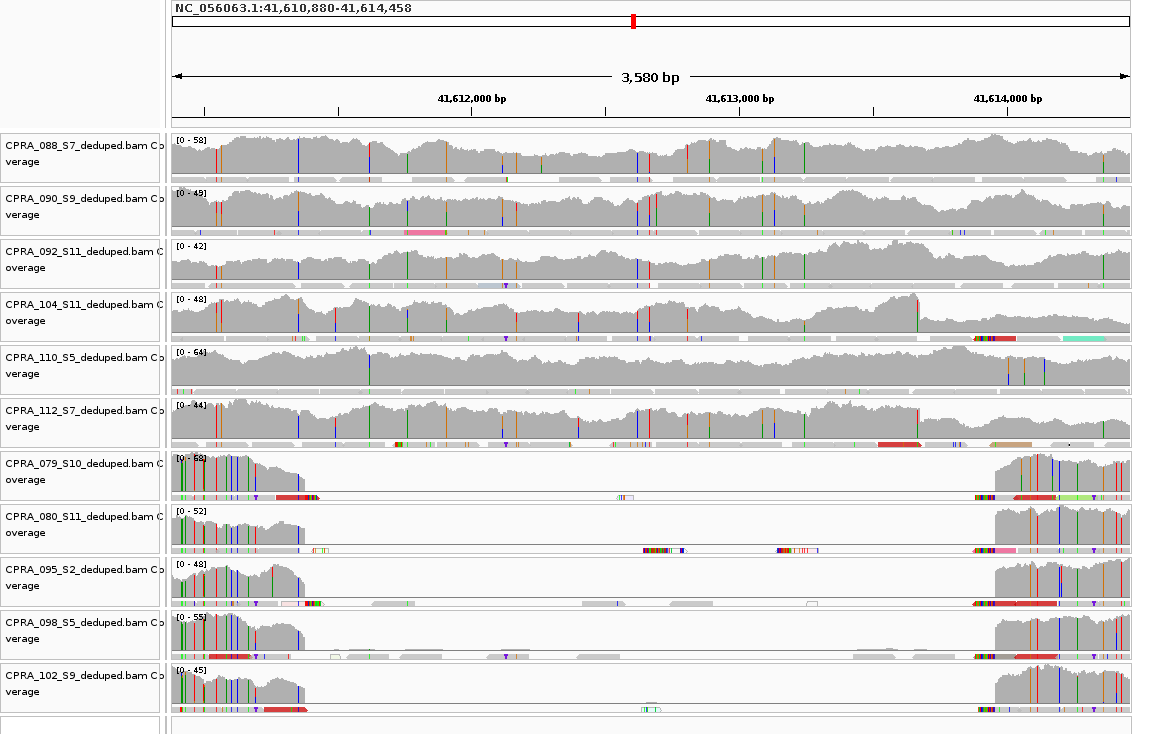 NC_056063.1:41,610,880-41,614,458
3,580 bp
41,612,000 bp 41,613,000 bp 41,614,000 bp
CPRA_088_S7_deduped.bam Co
verage
[0 - 58]
CPRA_090_S9_deduped.bam Co
verage
[0 - 49]
CPRA_092_S11_deduped.bam C
overage
[0 - 42]
CPRA_104_S11_deduped.bam C
overage
[0 - 48]
CPRA_110_S5_deduped.bam Co
verage
[0 - 64]
CPRA_112_S7_deduped.bam Co
verage
[0 - 44]
CPRA_079_S10_deduped.bam C
overage
[0 - 68]
CPRA_080_S11_deduped.bam C
overage
[0 - 52]
CPRA_095_S2_deduped.bam Co
verage
[0 - 48]
CPRA_098_S5_deduped.bam Co
verage
[0 - 55]
CPRA_102_S9_deduped.bam Co
verage
[0 - 45]